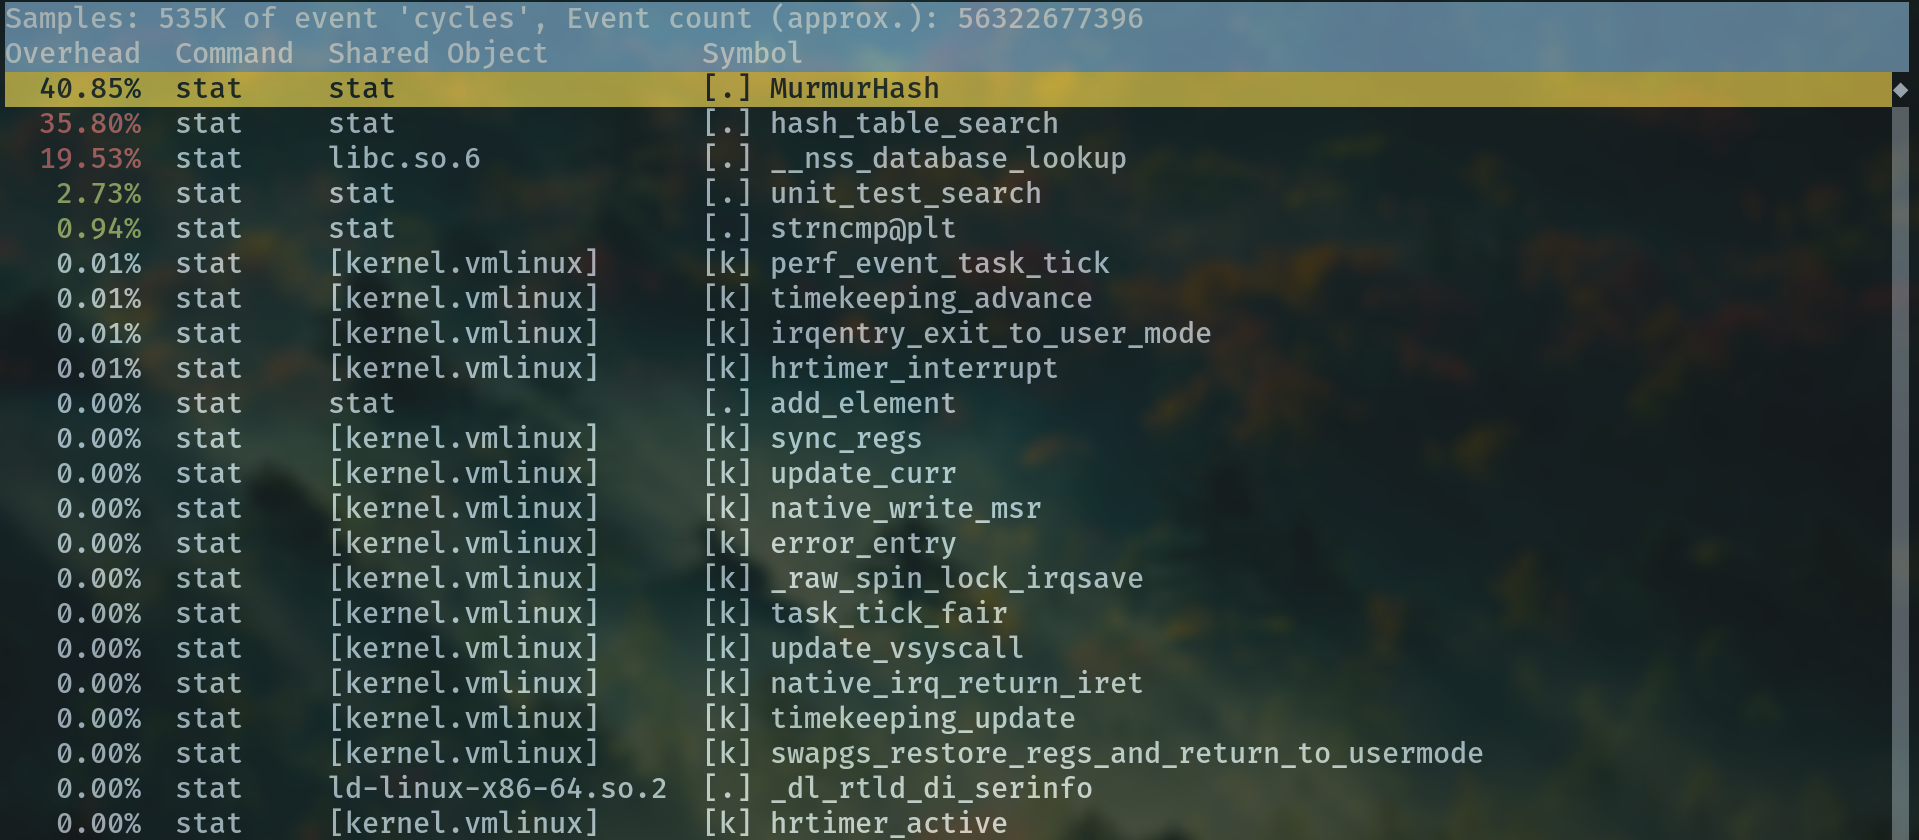 Samples: 535K of event 'cycles', Event count (approx.): 56322677396
Overhead  Command  Shared Object         Symbol
  40.85%  stat     stat                  [.] MurmurHash
  35.80%  stat     stat                  [.] hash_table_search
  19.53%  stat     libc.so.6             [.] __nss_database_lookup
   2.73%  stat     stat                  [.] unit_test_search
   0.94%  stat     stat                  [.] strncmp@plt
   0.01%  stat     [kernel.vmlinux]      [k] perf_event_task_tick
   0.01%  stat     [kernel.vmlinux]      [k] timekeeping_advance
   0.01%  stat     [kernel.vmlinux]      [k] irqentry_exit_to_user_mode
   0.01%  stat     [kernel.vmlinux]      [k] hrtimer_interrupt
   0.00%  stat     stat                  [.] add_element
   0.00%  stat     [kernel.vmlinux]      [k] sync_regs
   0.00%  stat     [kernel.vmlinux]      [k] update_curr
   0.00%  stat     [kernel.vmlinux]      [k] native_write_msr
   0.00%  stat     [kernel.vmlinux]      [k] error_entry
   0.00%  stat     [kernel.vmlinux]      [k] _raw_spin_lock_irqsave
   0.00%  stat     [kernel.vmlinux]      [k] task_tick_fair
   0.00%  stat     [kernel.vmlinux]      [k] update_vsyscall
   0.00%  stat     [kernel.vmlinux]      [k] native_irq_return_iret
   0.00%  stat     [kernel.vmlinux]      [k] timekeeping_update
   0.00%  stat     [kernel.vmlinux]      [k] swapgs_restore_regs_and_return_to_usermode
   0.00%  stat     ld-linux-x86-64.so.2  [.] _dl_rtld_di_serinfo
   0.00%  stat     [kernel.vmlinux]      [k] hrtimer_active